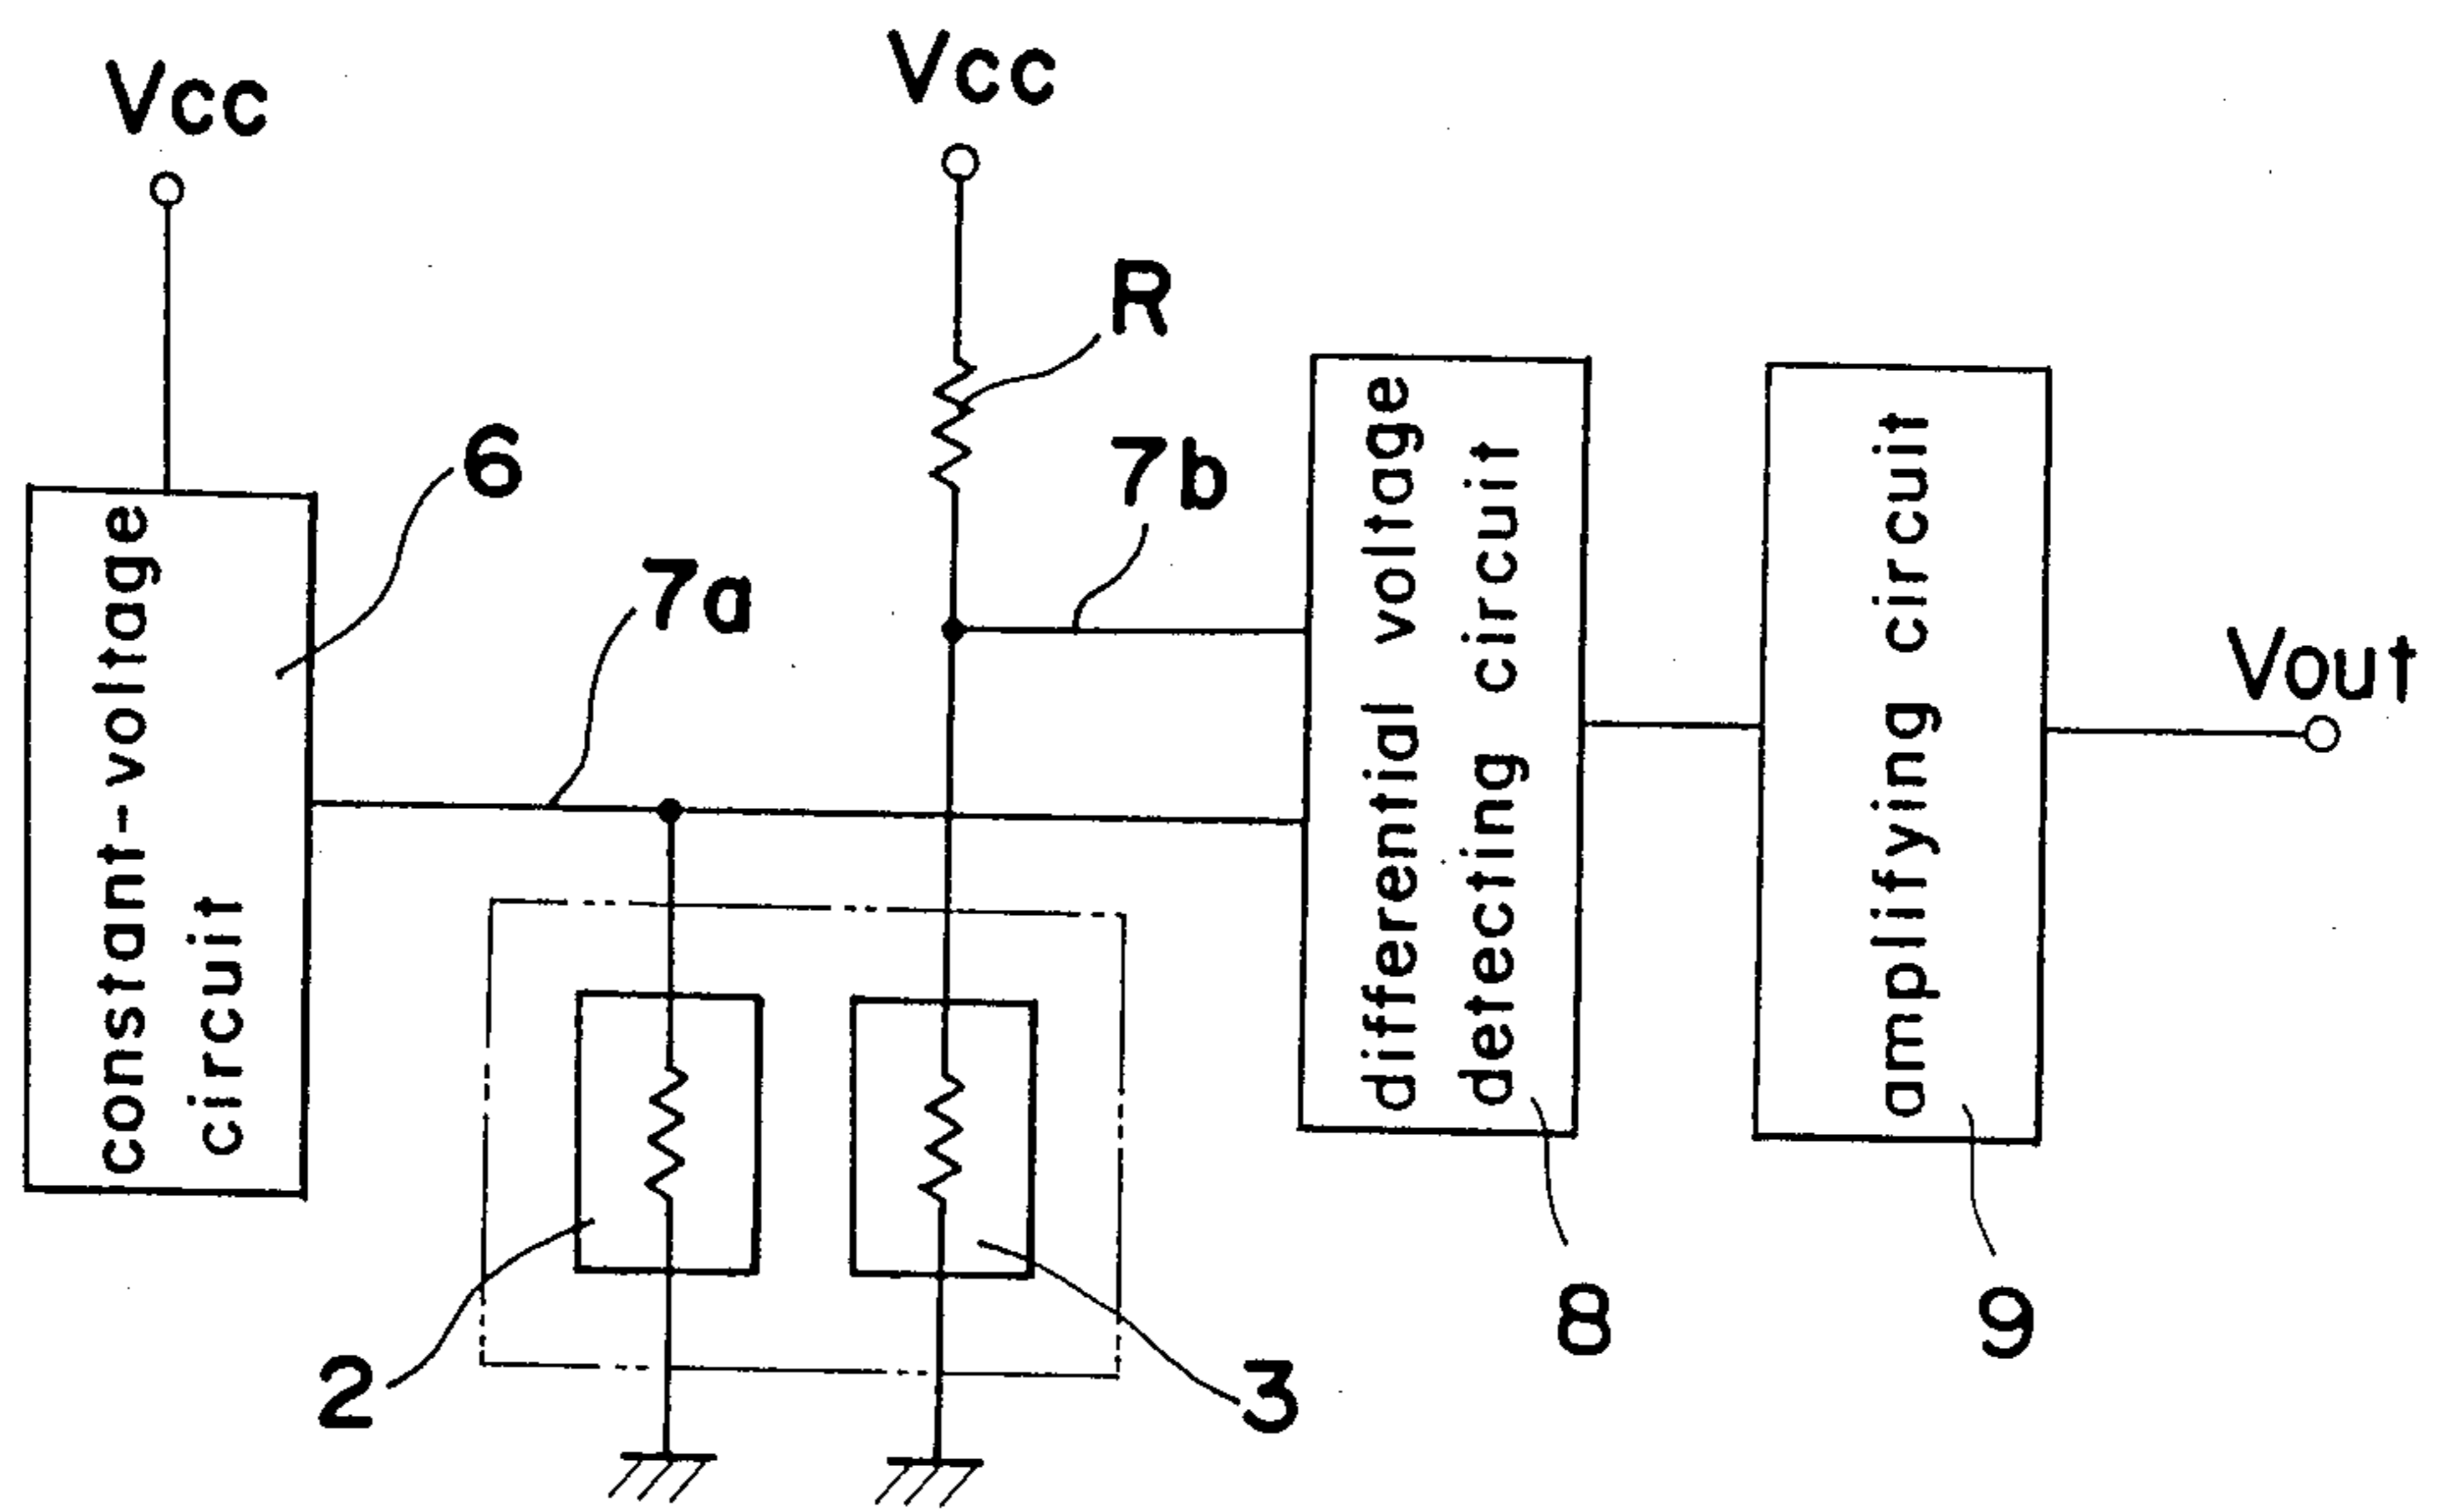 Vcc
Vcc
R
6
7b
7a
constant-voltage
circuit
differential voltage
detecting circuit
amplifying circuit
Vout
2
3
8
9